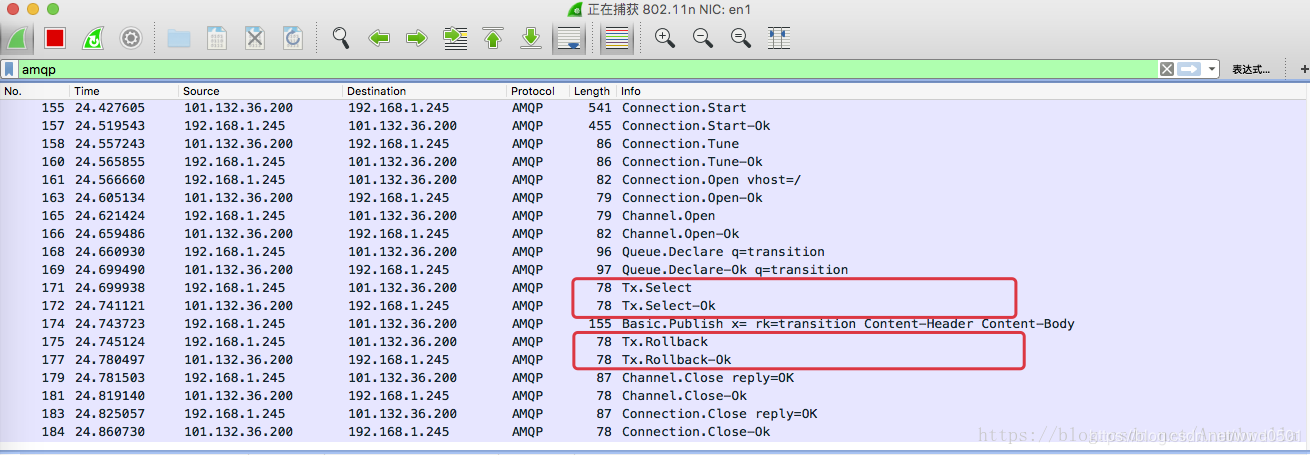 正在捕获 802.11n NIC: en1
amqp
表达式...
No. Time Source Destination Protocol Length Info
155 24.427605 101.132.36.200 192.168.1.245 AMQP 541 Connection.Start
157 24.519543 192.168.1.245 101.132.36.200 AMQP 455 Connection.Start-Ok
158 24.557243 101.132.36.200 192.168.1.245 AMQP 86 Connection.Tune
160 24.565855 192.168.1.245 101.132.36.200 AMQP 86 Connection.Tune-Ok
161 24.566660 192.168.1.245 101.132.36.200 AMQP 82 Connection.Open vhost=/
163 24.605134 101.132.36.200 192.168.1.245 AMQP 79 Connection.Open-Ok
165 24.621424 192.168.1.245 101.132.36.200 AMQP 79 Channel.Open
166 24.659486 101.132.36.200 192.168.1.245 AMQP 82 Channel.Open-Ok
168 24.660930 192.168.1.245 101.132.36.200 AMQP 96 Queue.Declare q=transition
169 24.699490 101.132.36.200 192.168.1.245 AMQP 97 Queue.Declare-Ok q=transition
171 24.699938 192.168.1.245 101.132.36.200 AMQP 78 Tx.Select
172 24.741121 101.132.36.200 192.168.1.245 AMQP 78 Tx.Select-Ok
174 24.743723 192.168.1.245 101.132.36.200 AMQP 155 Basic.Publish x= rk=transition Content-Header Content-Body
175 24.745124 192.168.1.245 101.132.36.200 AMQP 78 Tx.Rollback
177 24.780497 101.132.36.200 192.168.1.245 AMQP 78 Tx.Rollback-Ok
179 24.781503 192.168.1.245 101.132.36.200 AMQP 87 Channel.Close reply=OK
181 24.819140 101.132.36.200 192.168.1.245 AMQP 78 Channel.Close-Ok
183 24.825057 192.168.1.245 101.132.36.200 AMQP 87 Connection.Close reply=OK
184 24.860730 101.132.36.200 192.168.1.245 AMQP 78 Connection.Close-Ok